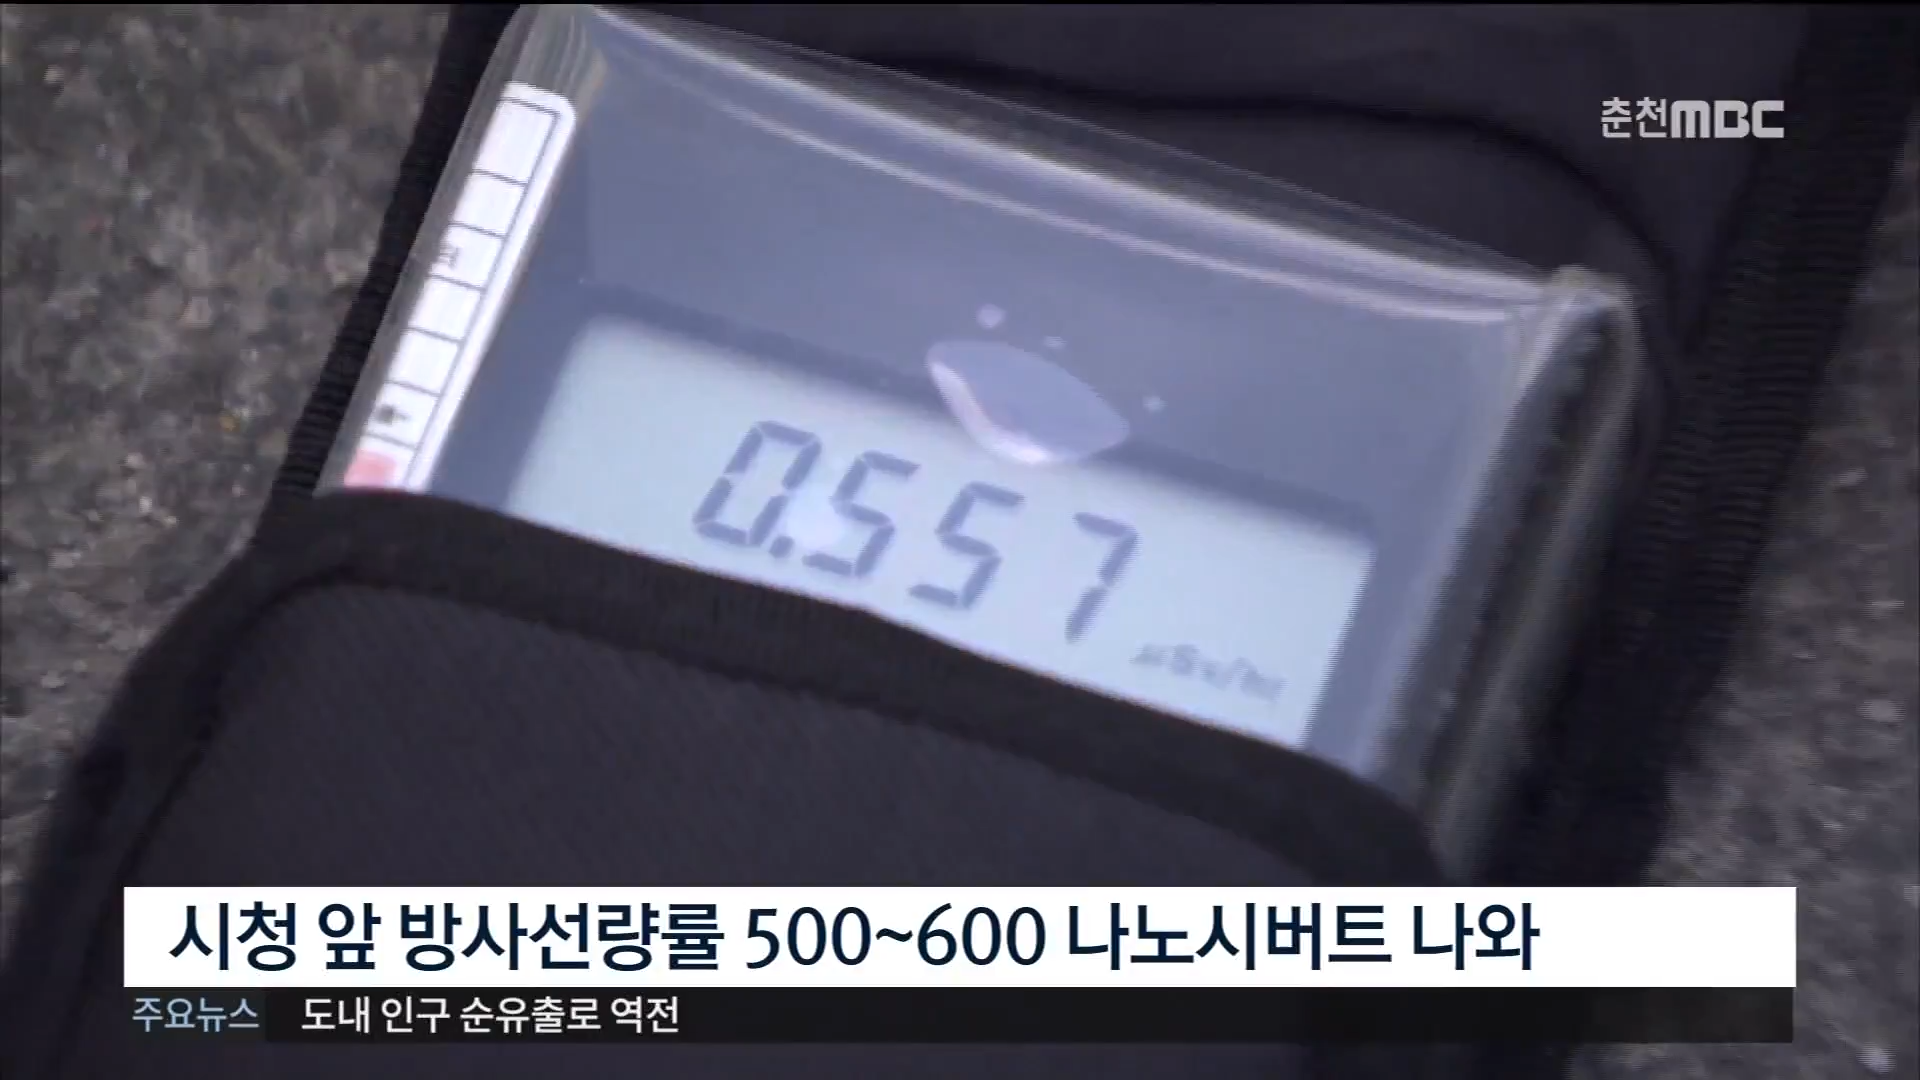 춘천MBC
0.557
μSv/hr
시청 앞 방사선량률 500~600 나노시버트 나와
주요뉴스 도내 인구 순유출로 역전